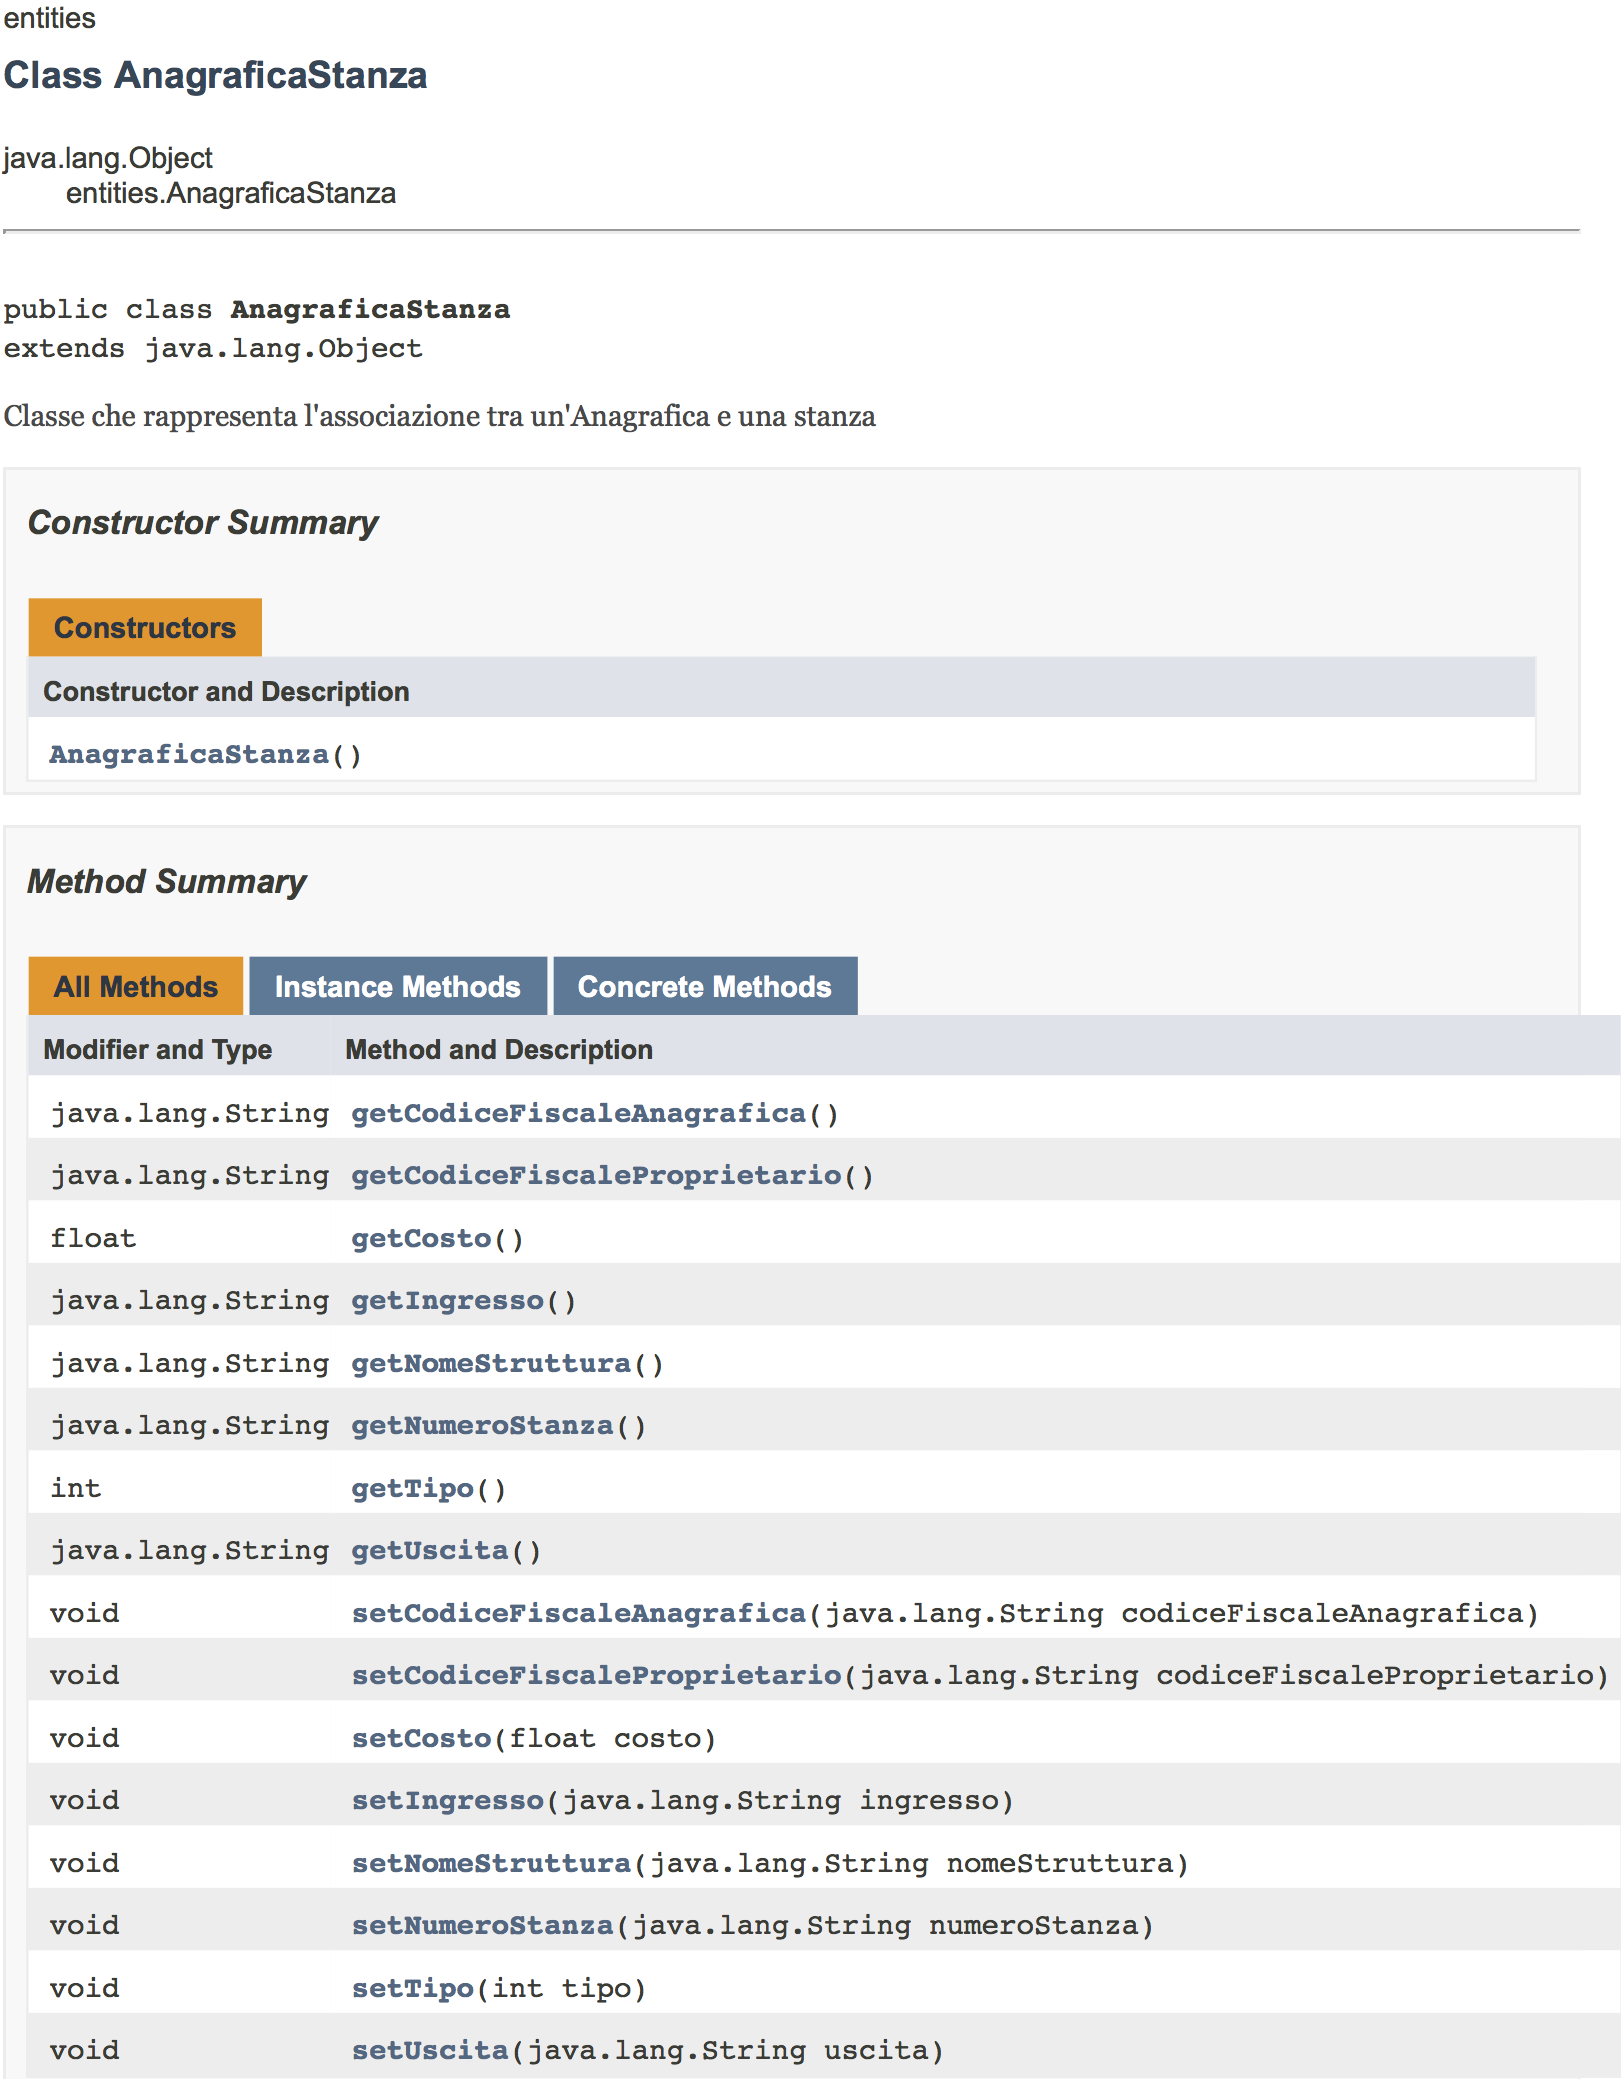 entities
Class AnagraficaStanza
java.lang.Object
entities.AnagraficaStanza
public class AnagraficaStanza
extends java.lang.Object
Classe che rappresenta l'associazione tra un'Anagrafica e una stanza
Constructor Summary
Constructors
Constructor and Description
AnagraficaStanza()
Method Summary
All Methods Instance Methods Concrete Methods
Modifier and Type Method and Description
java.lang.String getCodiceFiscaleAnagrafica()
java.lang.String getCodiceFiscaleProprietario()
float getCosto()
java.lang.String getIngresso()
java.lang.String getNomeStruttura()
java.lang.String getNumeroStanza()
int getTipo()
java.lang.String getUscita()
void setCodiceFiscaleAnagrafica(java.lang.String codiceFiscaleAnagrafica)
void setCodiceFiscaleProprietario(java.lang.String codiceFiscaleProprietario)
void setCosto(float costo)
void setIngresso(java.lang.String ingresso)
void setNomeStruttura(java.lang.String nomeStruttura)
void setNumeroStanza(java.lang.String numeroStanza)
void setTipo(int tipo)
void setUscita(java.lang.String uscita)